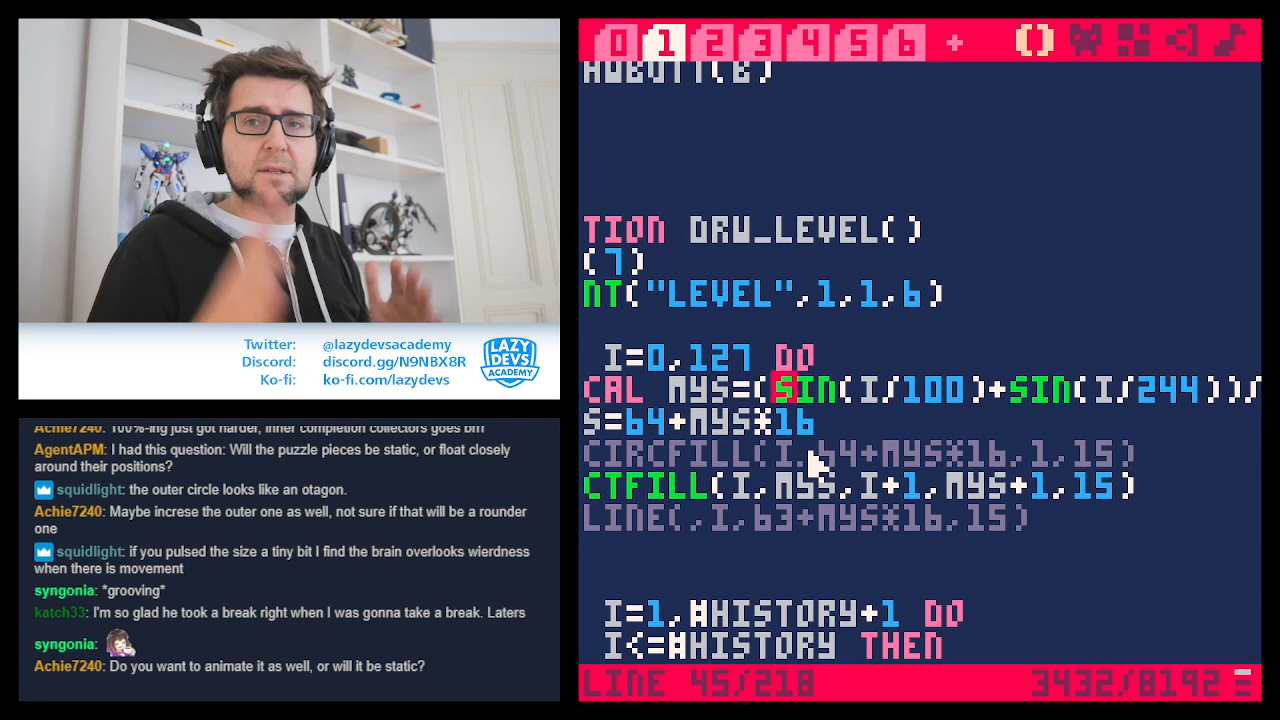 Twitter: @lazydevsacademy
Discord: discord.gg/N9NBX8R
Ko-fi: ko-fi.com/lazydevs
LAZY
DEVS
ACADEMY
Achie7240: 100%-ing just got harder, inner completion collectors goes brrr
AgentAPM: I had this question: Will the puzzle pieces be static, or float closely
around their positions?
squidlight: the outer circle looks like an otagon.
Achie7240: Maybe increse the outer one as well, not sure if that will be a rounder
one
squidlight: if you pulsed the size a tiny bit I find the brain overlooks wierdness
when there is movement
syngonia: *grooving*
katch33: I'm so glad he took a break right when I was gonna take a break. Laters
syngonia:
Achie7240: Do you want to animate it as well, or will it be static?
0 1 2 3 4 5 6 +
TION DRW_LEVEL()
(7)
NT("LEVEL",1,1,6)
I=0,127 DO
CAL MYS=(SIN(I/100)+SIN(I/244))/
S=64+MYS*16
CIRCFILL(I,64+MYS*16,1,15)
CTFILL(I,MYS,I+1,MYS+1,15)
LINE(,I,63+MYS*16,15)
I=1,#HISTORY+1 DO
I<=#HISTORY THEN
LINE 45/218 3432/8192